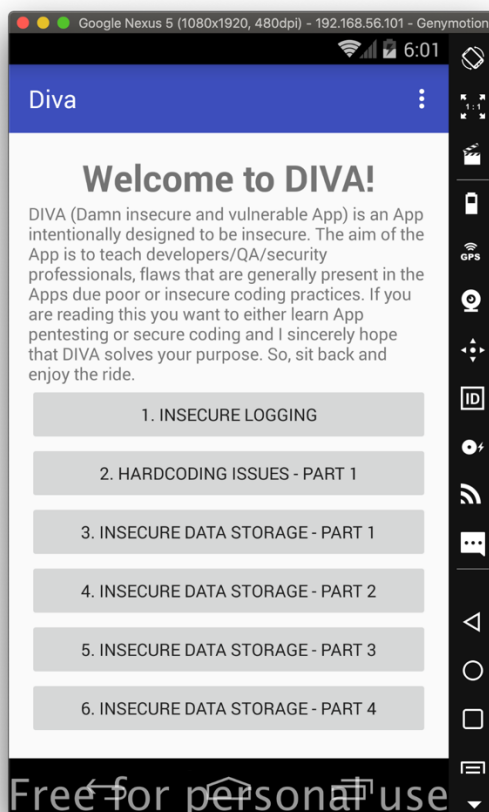 Google Nexus 5 (1080x1920, 480dpi) - 192.168.56.101 - Genymotion
6:01
Diva
1:1
GPS
ID
Welcome to DIVA!
DIVA (Damn insecure and vulnerable App) is an App
intentionally designed to be insecure. The aim of the
App is to teach developers/QA/security
professionals, flaws that are generally present in the
Apps due poor or insecure coding practices. If you
are reading this you want to either learn App
pentesting or secure coding and I sincerely hope
that DIVA solves your purpose. So, sit back and
enjoy the ride.
1. INSECURE LOGGING
2. HARDCODING ISSUES - PART 1
3. INSECURE DATA STORAGE - PART 1
4. INSECURE DATA STORAGE - PART 2
5. INSECURE DATA STORAGE - PART 3
6. INSECURE DATA STORAGE - PART 4
Free for personal use